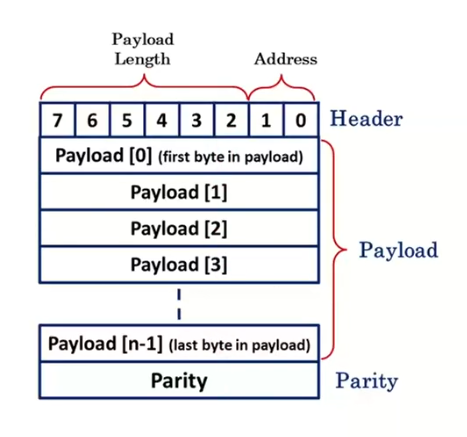 Payload
Length
Address
7 6 5 4 3 2 1 0
Header
Payload [0] (first byte in payload)
Payload [1]
Payload [2]
Payload [3]
Payload
Payload [n-1] (last byte in payload)
Parity
Parity